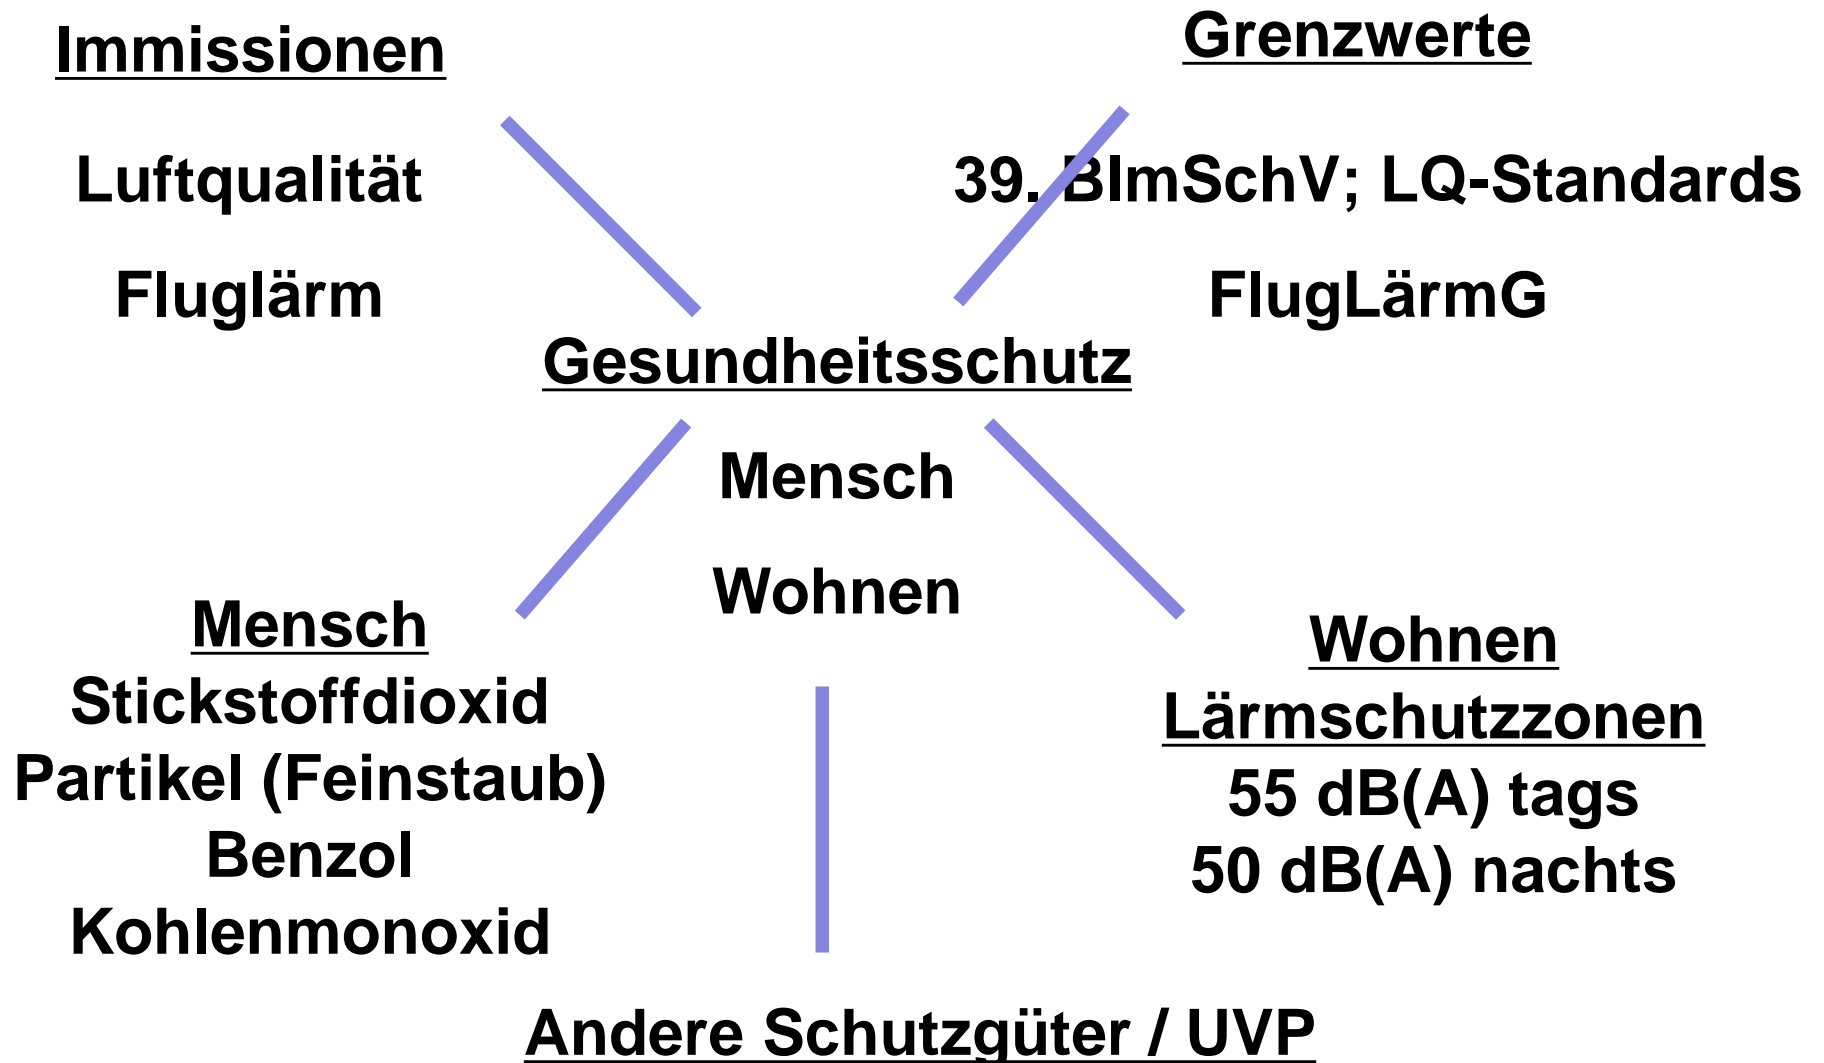 Immissionen
Luftqualität
Fluglärm
Grenzwerte
39. BImSchV; LQ-Standards
FlugLärmG
Gesundheitsschutz
Mensch
Wohnen
Mensch
Stickstoffdioxid
Partikel (Feinstaub)
Benzol
Kohlenmonoxid
Wohnen
Lärmschutzzonen
55 dB(A) tags
50 dB(A) nachts
Andere Schutzgüter / UVP